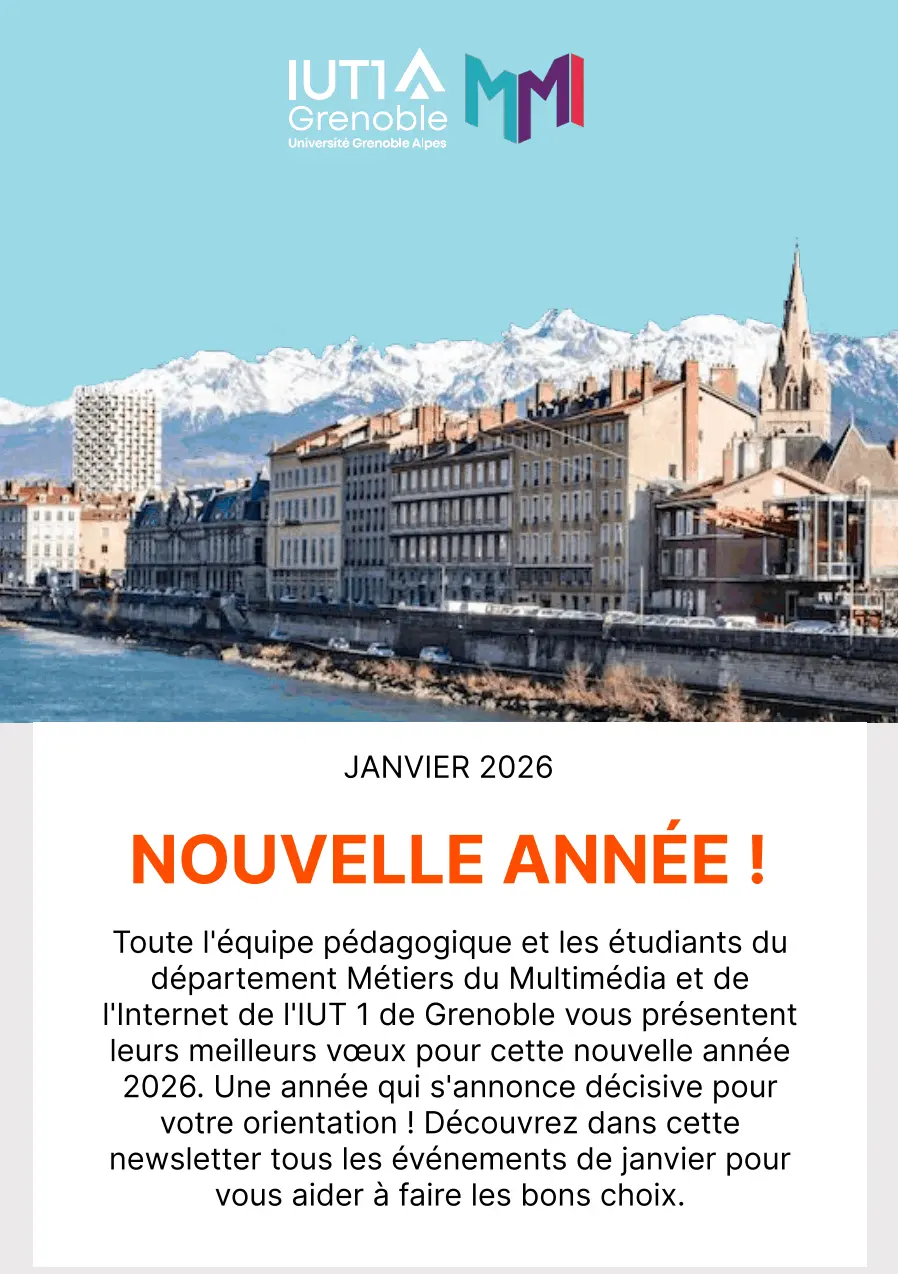 IUT1
Grenoble
Université Grenoble Alpes
MMI
JANVIER 2026
NOUVELLE ANNÉE !
Toute l'équipe pédagogique et les étudiants du
département Métiers du Multimédia et de
l'Internet de l'IUT 1 de Grenoble vous présentent
leurs meilleurs vœux pour cette nouvelle année
2026. Une année qui s'annonce décisive pour
votre orientation ! Découvrez dans cette
newsletter tous les événements de janvier pour
vous aider à faire les bons choix.